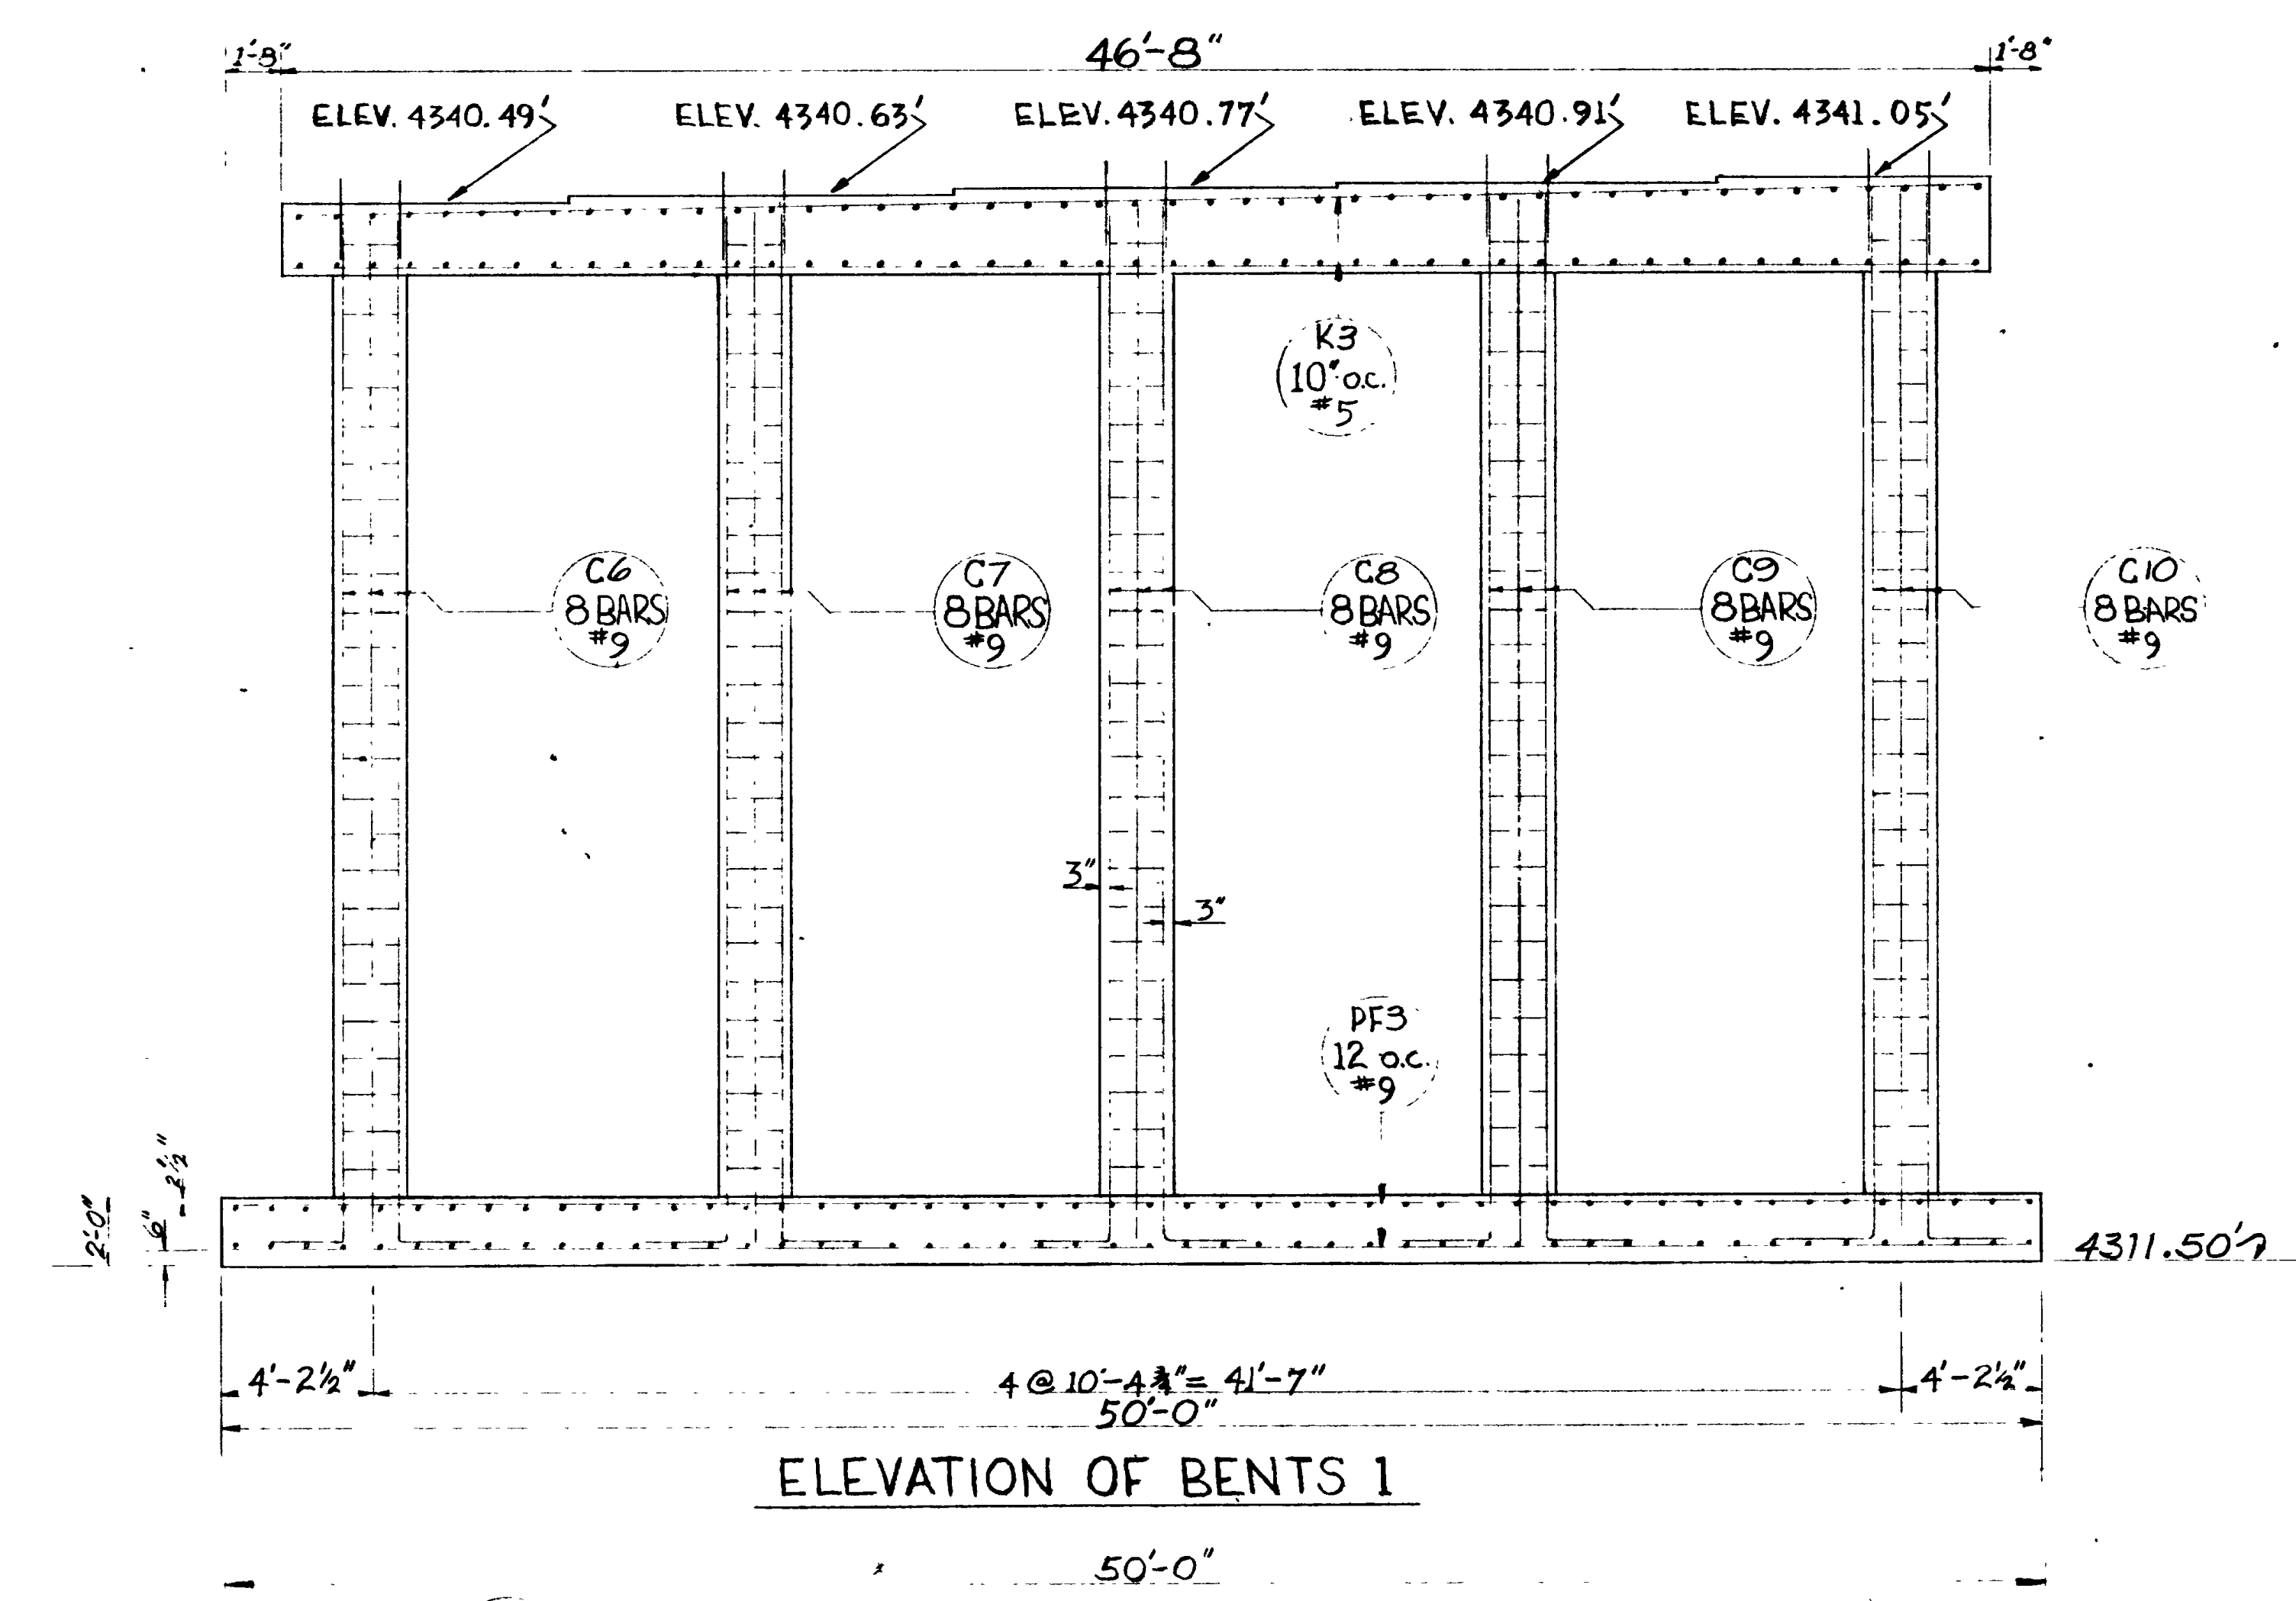 1'-8" 46'-8" 1'-8"
ELEV. 4340.49' ELEV. 4340.63' ELEV. 4340.77' ELEV. 4340.91' ELEV. 4341.05'
K3
10" o.c.
#5
C6
8 BARS
#9
C7
8 BARS
#9
C8
8 BARS
#9
C9
8 BARS
#9
C10
8 BARS
#9
3"
3"
PF3
12 o.c.
#9
2'-0"
6"
2½"
4311.50'
4'-2½" 4 @ 10'-4¾" = 41'-7" 4'-2½"
50'-0"
ELEVATION OF BENTS 1
50'-0"